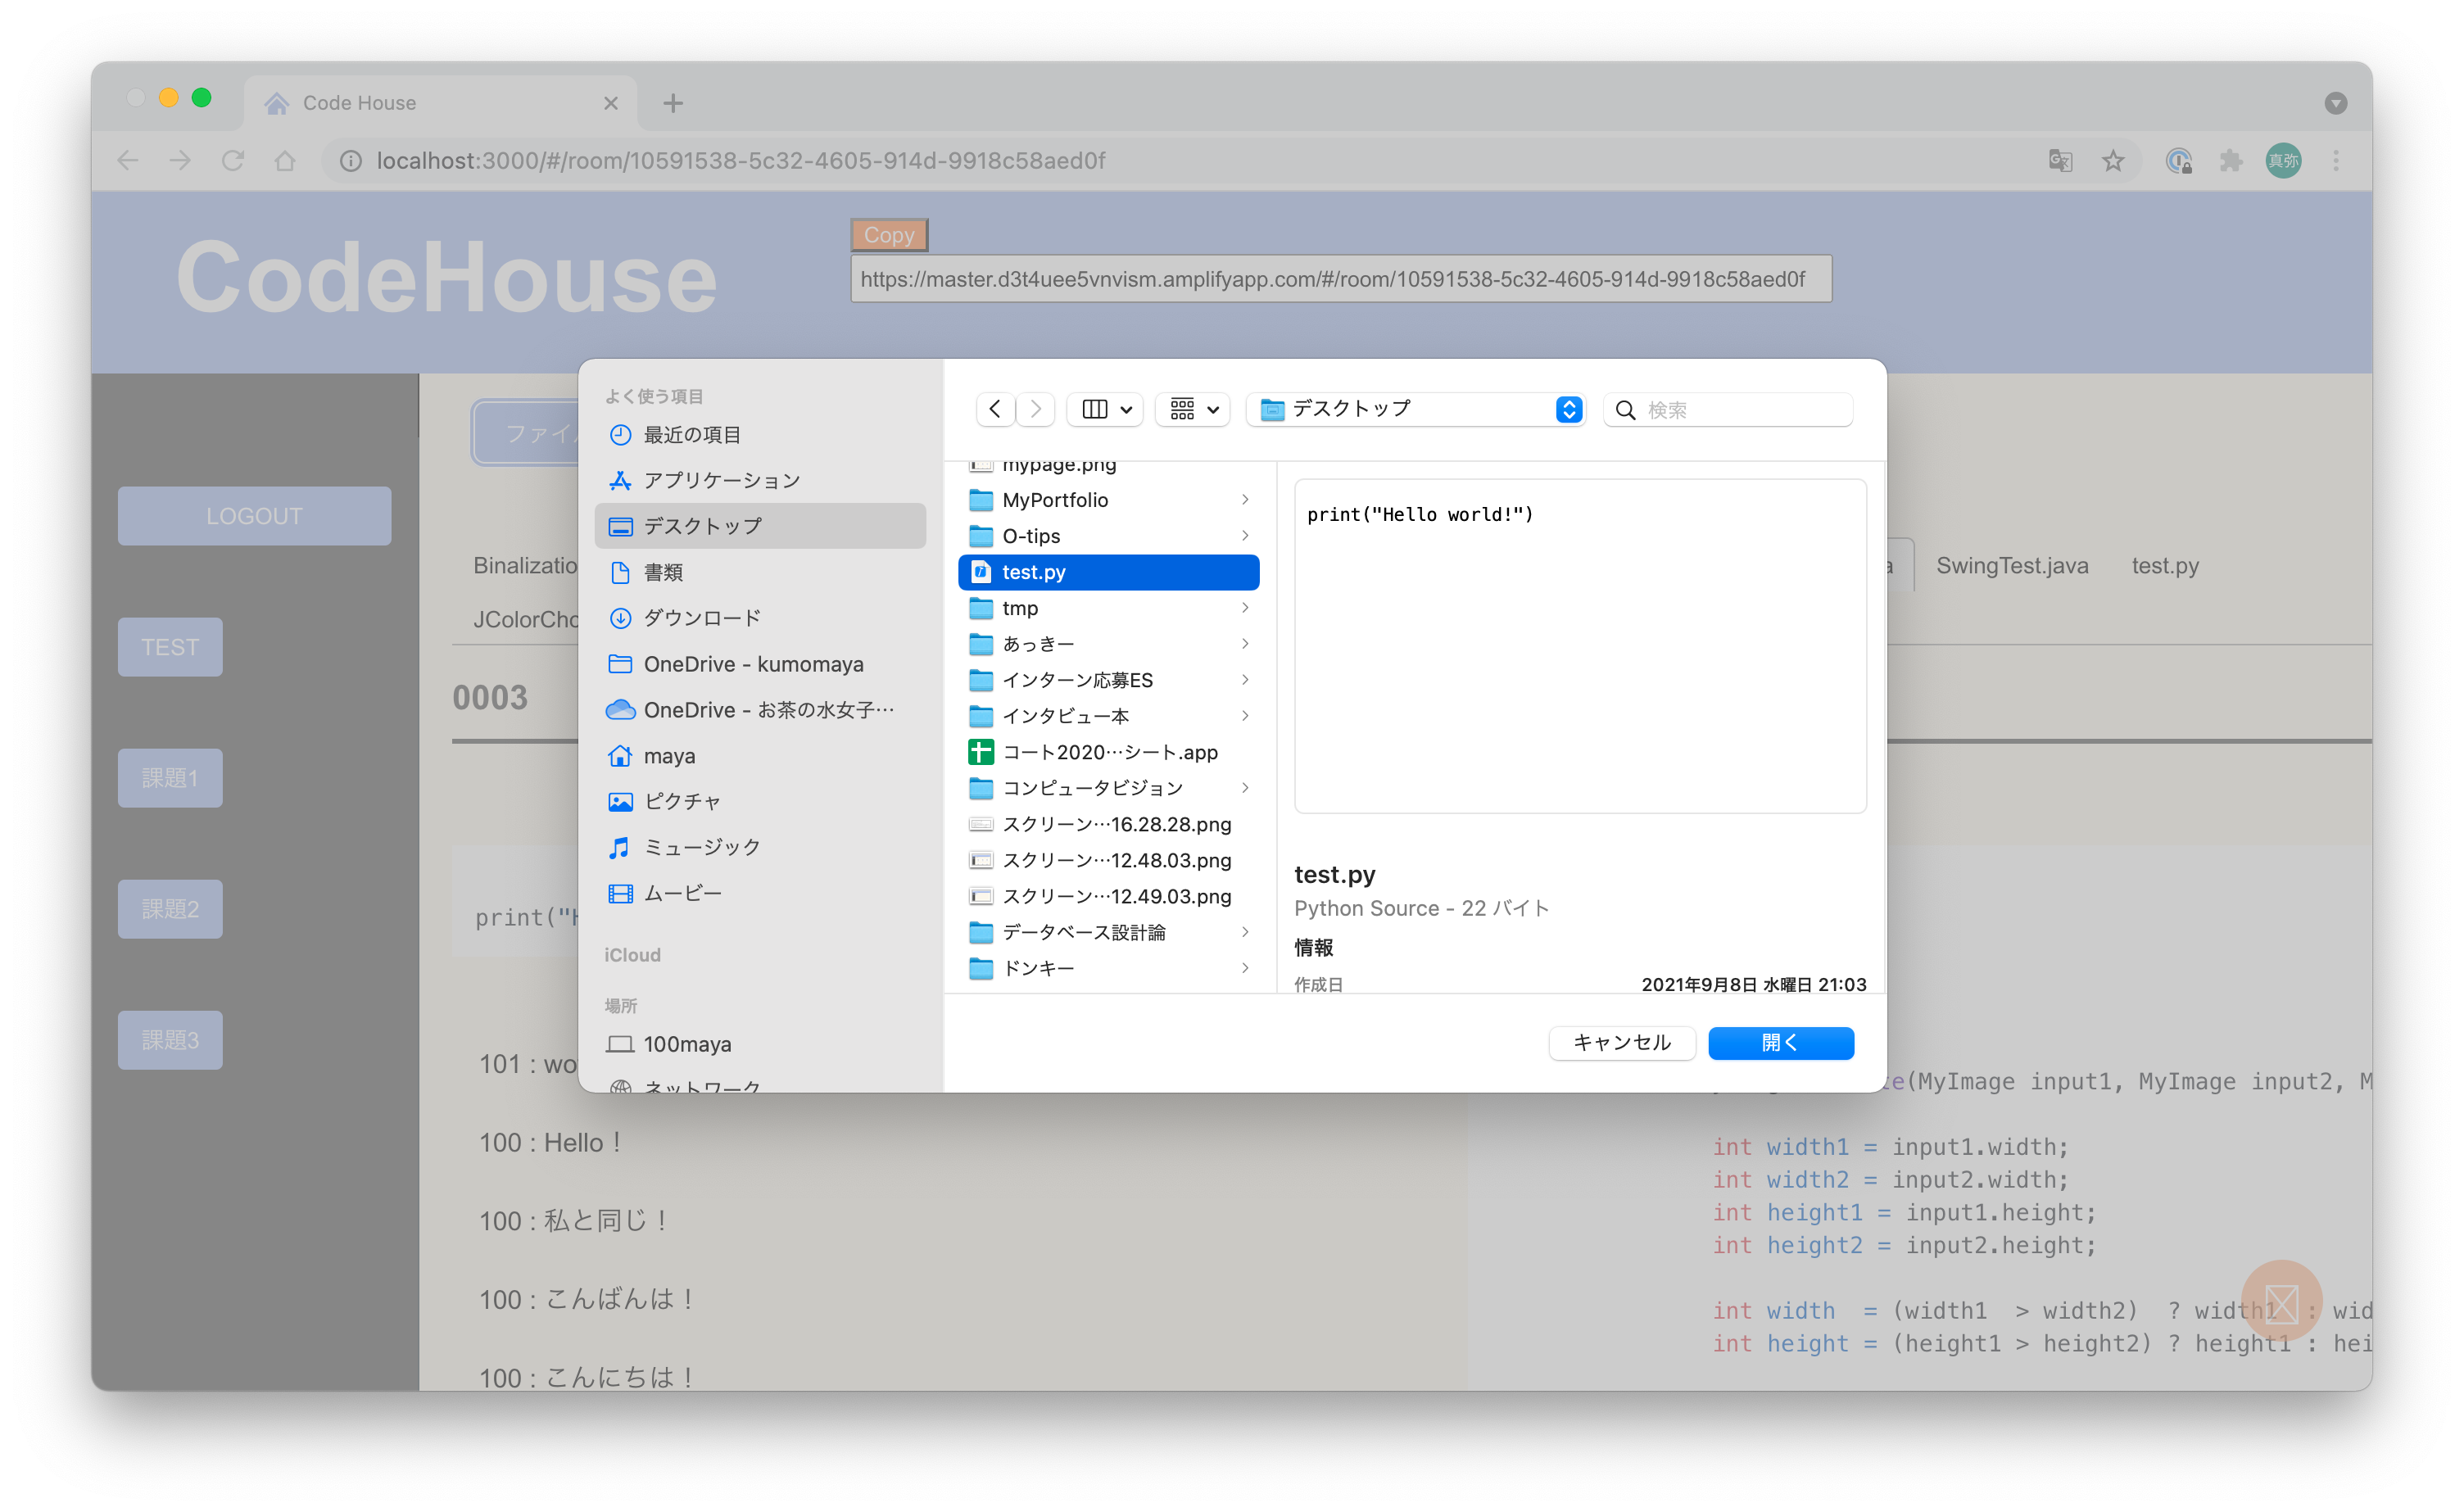 Code House
localhost:3000/#/room/10591538-5c32-4605-914d-9918c58aed0f
真弥
CodeHouse
Copy
https://master.d3t4uee5vnvism.amplifyapp.com/#/room/10591538-5c32-4605-914d-9918c58aed0f
LOGOUT
TEST
課題1
課題2
課題3
ファイル
Binalizatio
SwingTest.java
test.py
JColorCho
0003
print("H
101 : wo
100 : Hello！
100 : 私と同じ！
100 : こんばんは！
100 : こんにちは！
よく使う項目
最近の項目
アプリケーション
デスクトップ
書類
ダウンロード
OneDrive - kumomaya
OneDrive - お茶の水女子…
maya
ピクチャ
ミュージック
ムービー
iCloud
場所
100maya
ネットワーク
デスクトップ
検索
mypage.png
MyPortfolio
O-tips
test.py
tmp
あっきー
インターン応募ES
インタビュー本
コート2020…シート.app
コンピュータビジョン
スクリーン…16.28.28.png
スクリーン…12.48.03.png
スクリーン…12.49.03.png
データベース設計論
ドンキー
print("Hello world!")
test.py
Python Source - 22 バイト
情報
作成日 2021年9月8日 水曜日 21:03
キャンセル
開く
te(MyImage input1, MyImage input2, M
int width1 = input1.width;
int width2 = input2.width;
int height1 = input1.height;
int height2 = input2.height;
int width  = (width1  > width2)  ? width1  : wid
int height = (height1 > height2) ? height1 : hei